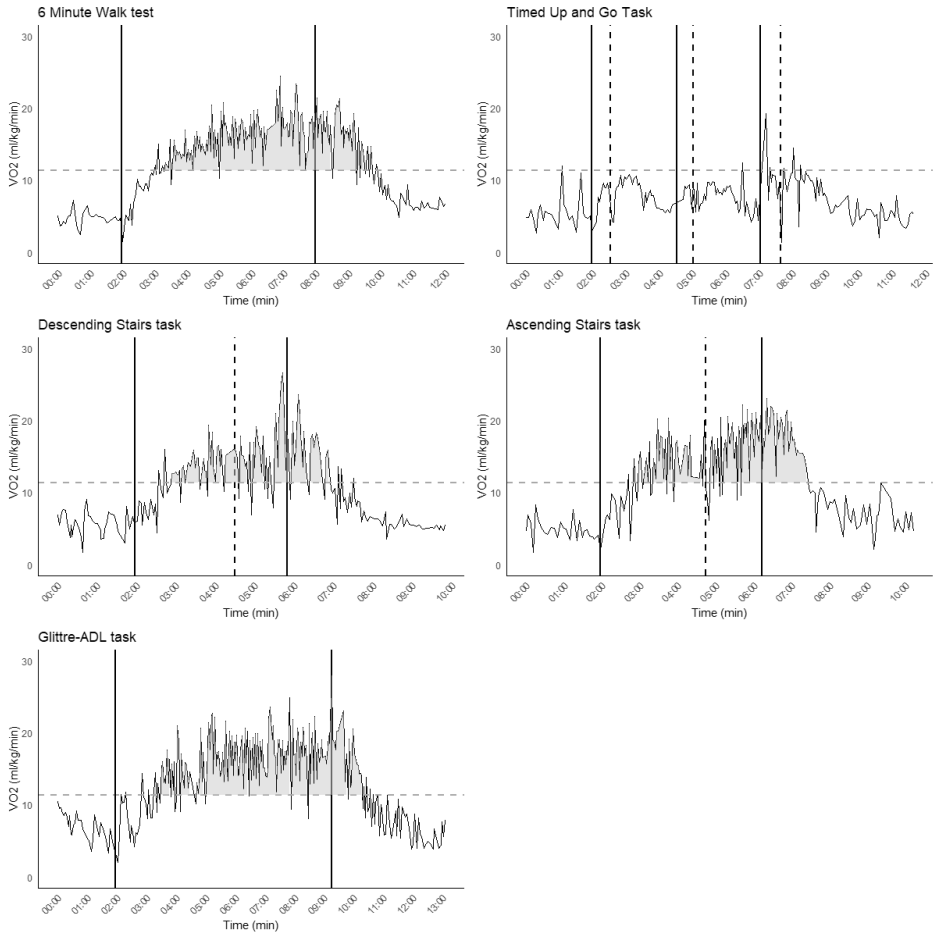 6 Minute Walk test
VO2 (ml/kg/min)
30
20
10
0
00:00 01:00 02:00 03:00 04:00 05:00 06:00 07:00 08:00 09:00 10:00 11:00 12:00
Time (min)
Timed Up and Go Task
VO2 (ml/kg/min)
30
20
10
0
00:00 01:00 02:00 03:00 04:00 05:00 06:00 07:00 08:00 09:00 10:00 11:00 12:00
Time (min)
Descending Stairs task
VO2 (ml/kg/min)
30
20
10
0
00:00 01:00 02:00 03:00 04:00 05:00 06:00 07:00 08:00 09:00 10:00
Time (min)
Ascending Stairs task
VO2 (ml/kg/min)
30
20
10
0
00:00 01:00 02:00 03:00 04:00 05:00 06:00 07:00 08:00 09:00 10:00
Time (min)
Glittre-ADL task
VO2 (ml/kg/min)
30
20
10
0
00:00 01:00 02:00 03:00 04:00 05:00 06:00 07:00 08:00 09:00 10:00 11:00 12:00 13:00
Time (min)